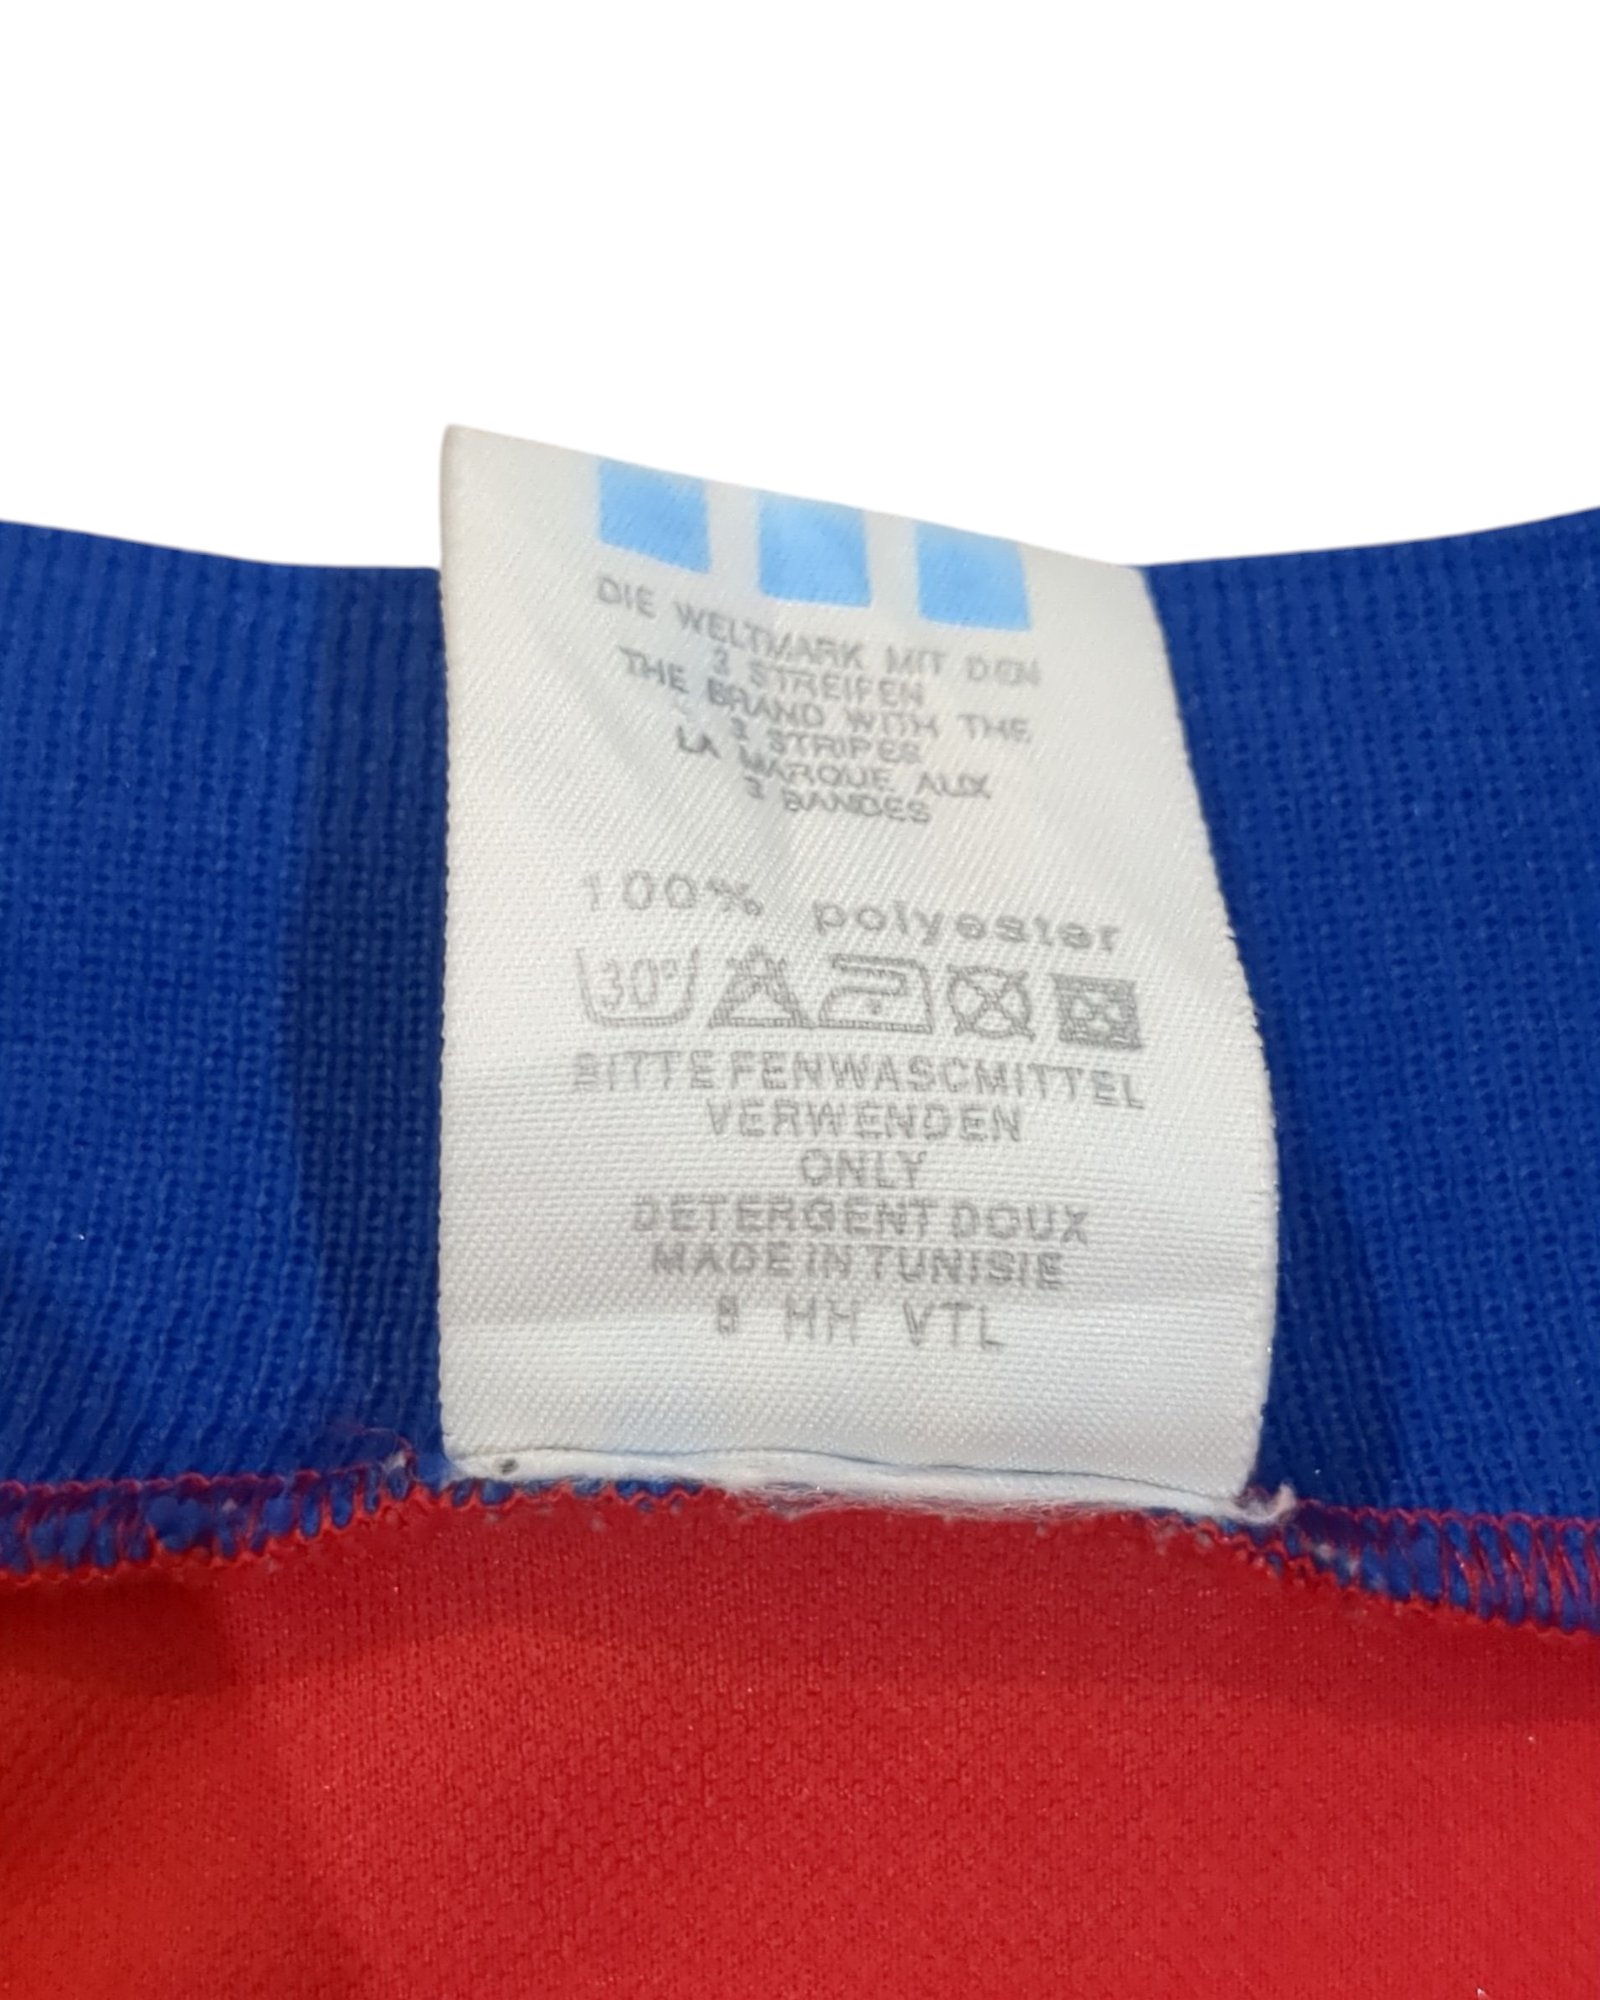 DIE WELTMARK MIT DEN
3 STREIFEN
THE BRAND WITH THE
3 STRIPES
LA MARQUE AUX
3 BANDES
100% polyester
30°
BITTE FENWASCMITTEL
VERWENDEN
ONLY
DETERGENT DOUX
MADE IN TUNISIE
HH VTL